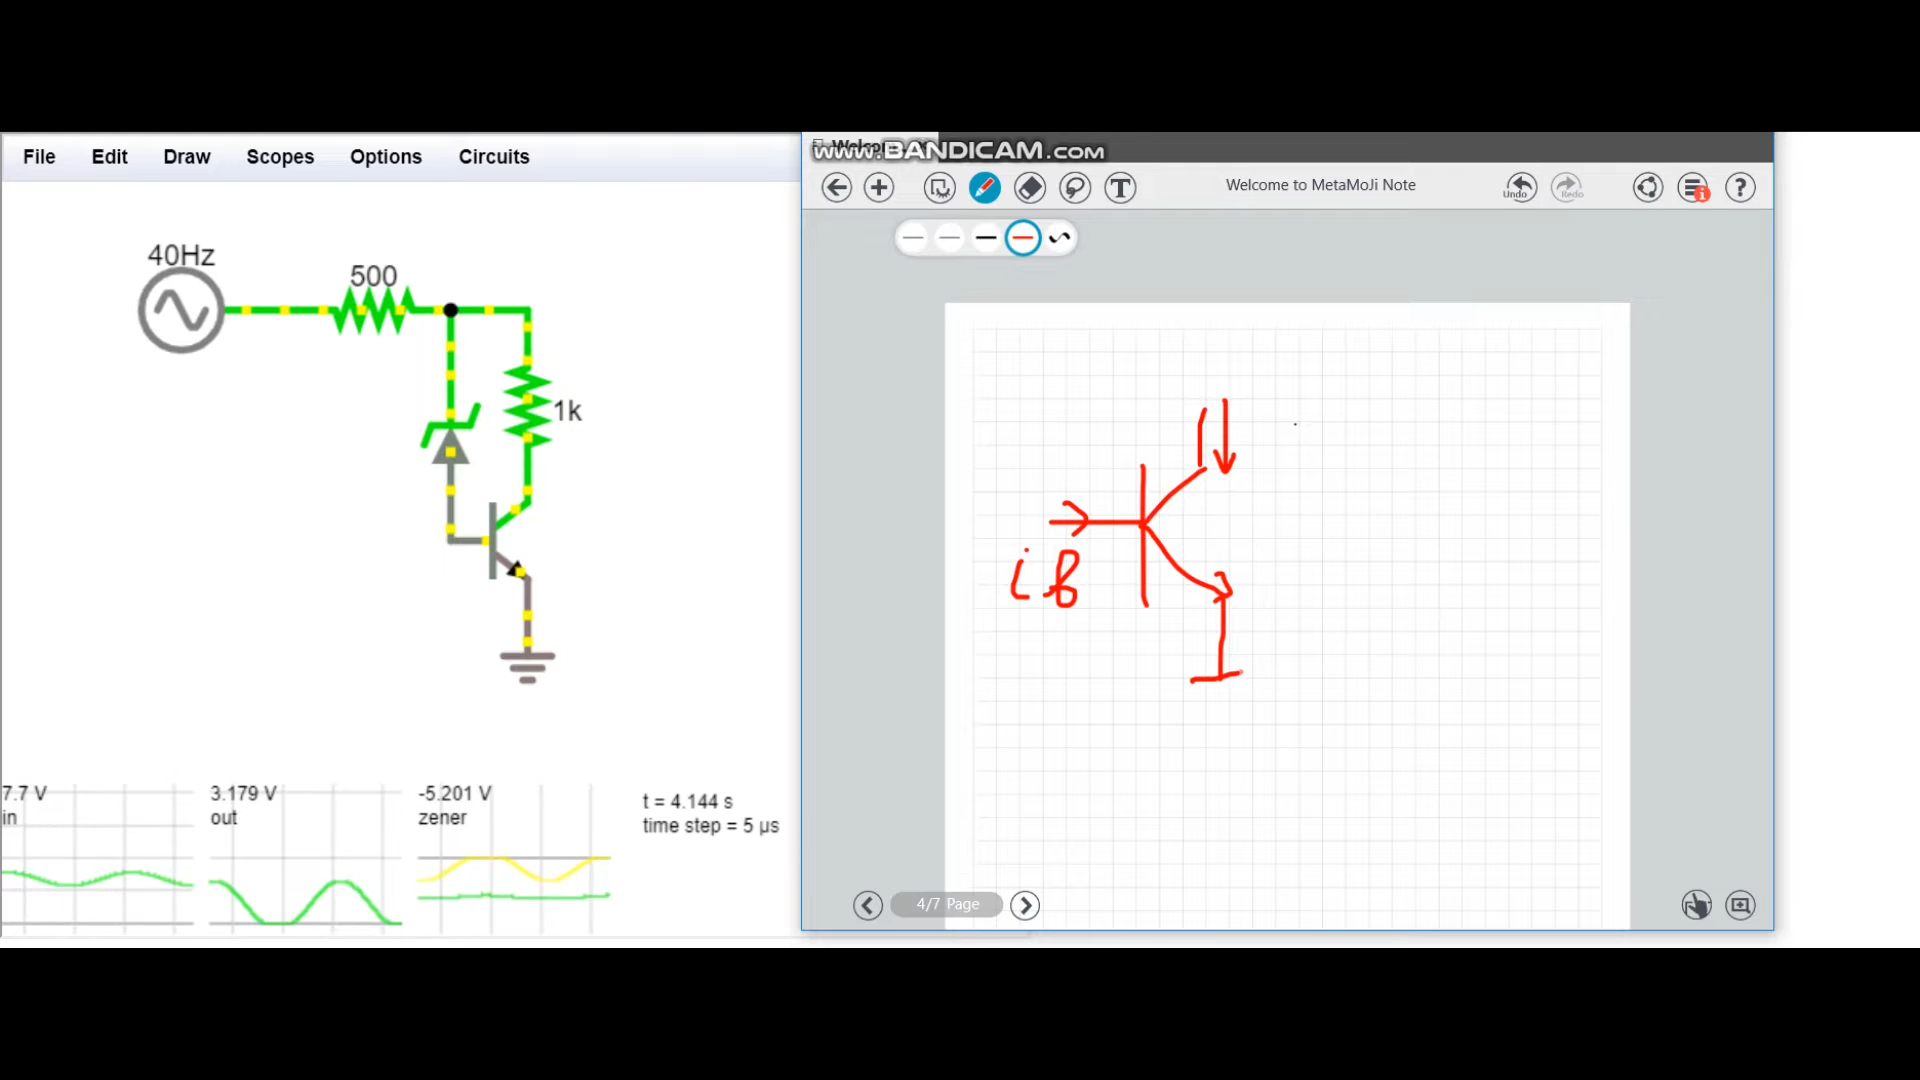 www.BANDICAM.com
File Edit Draw Scopes Options Circuits
Welcome to MetaMoJi Note
Undo
Redo
40Hz
500
1k
iB
7.7 V
in
3.179 V
out
-5.201 V
zener
t = 4.144 s
time step = 5 µs
4/7 Page